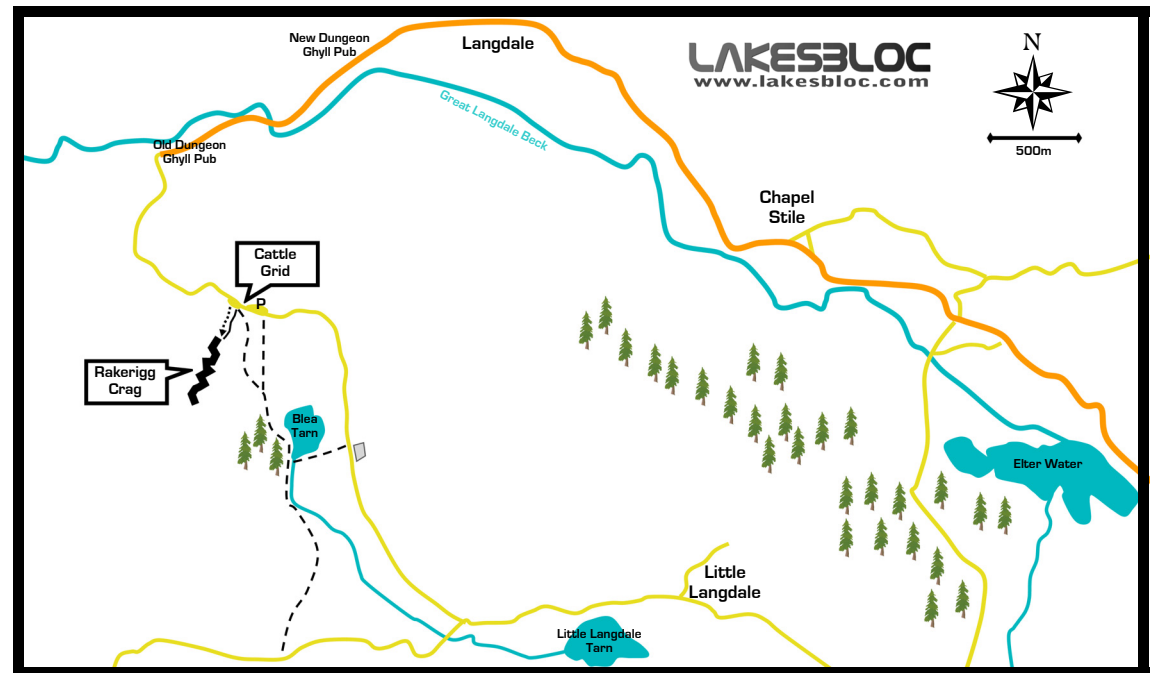 New Dungeon
Ghyll Pub
Langdale
LAKESBLOC
www.lakesbloc.com
N
500m
Great Langdale Beck
Old Dungeon
Ghyll Pub
Chapel
Stile
Cattle
Grid
P
Rakerigg
Crag
Blea
Tarn
Elter Water
Little
Langdale
Little Langdale
Tarn